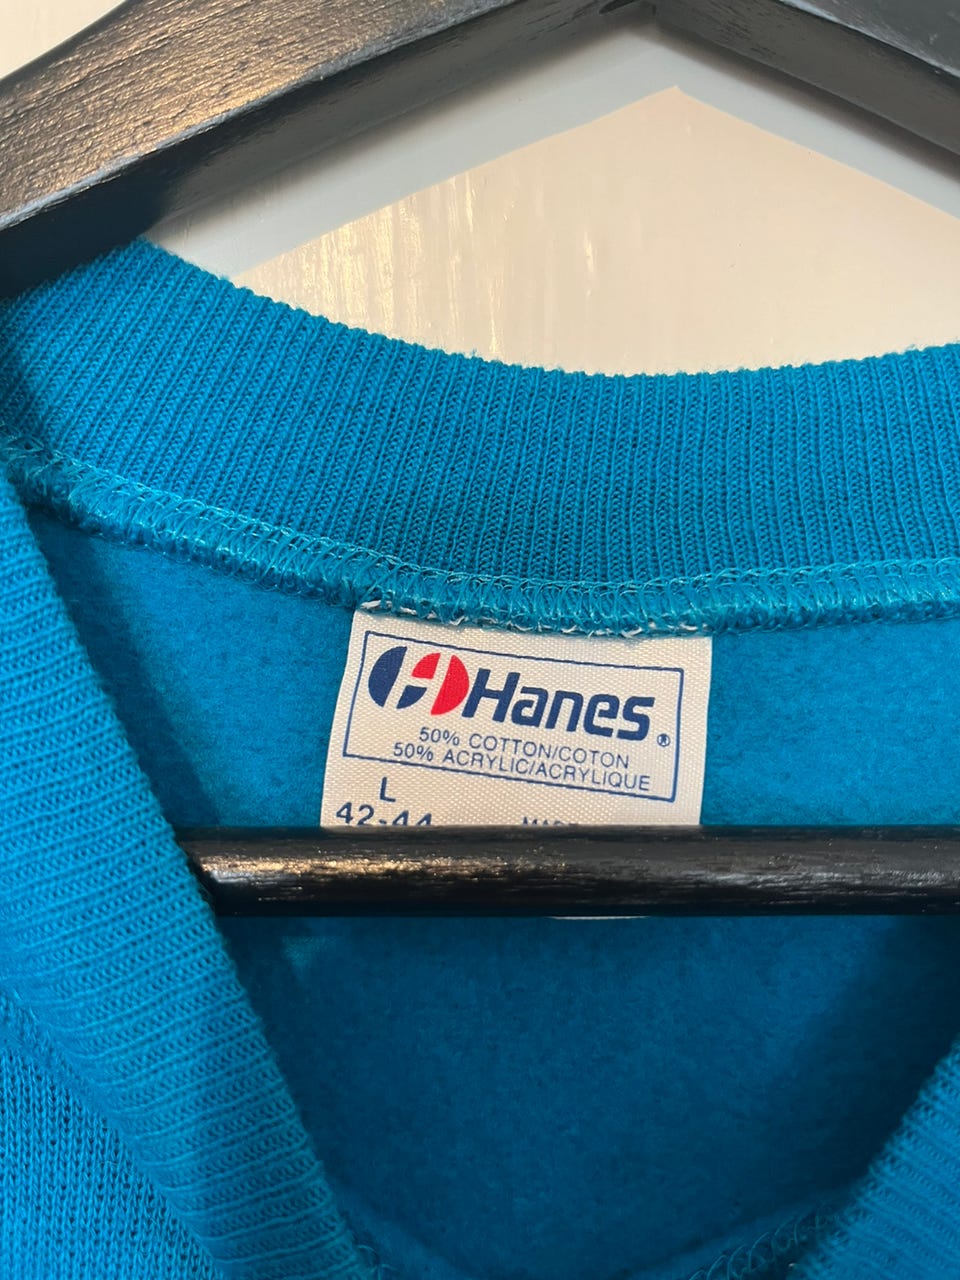 Hanes®
50% COTTON/COTON
50% ACRYLIC/ACRYLIQUE
L
42-44